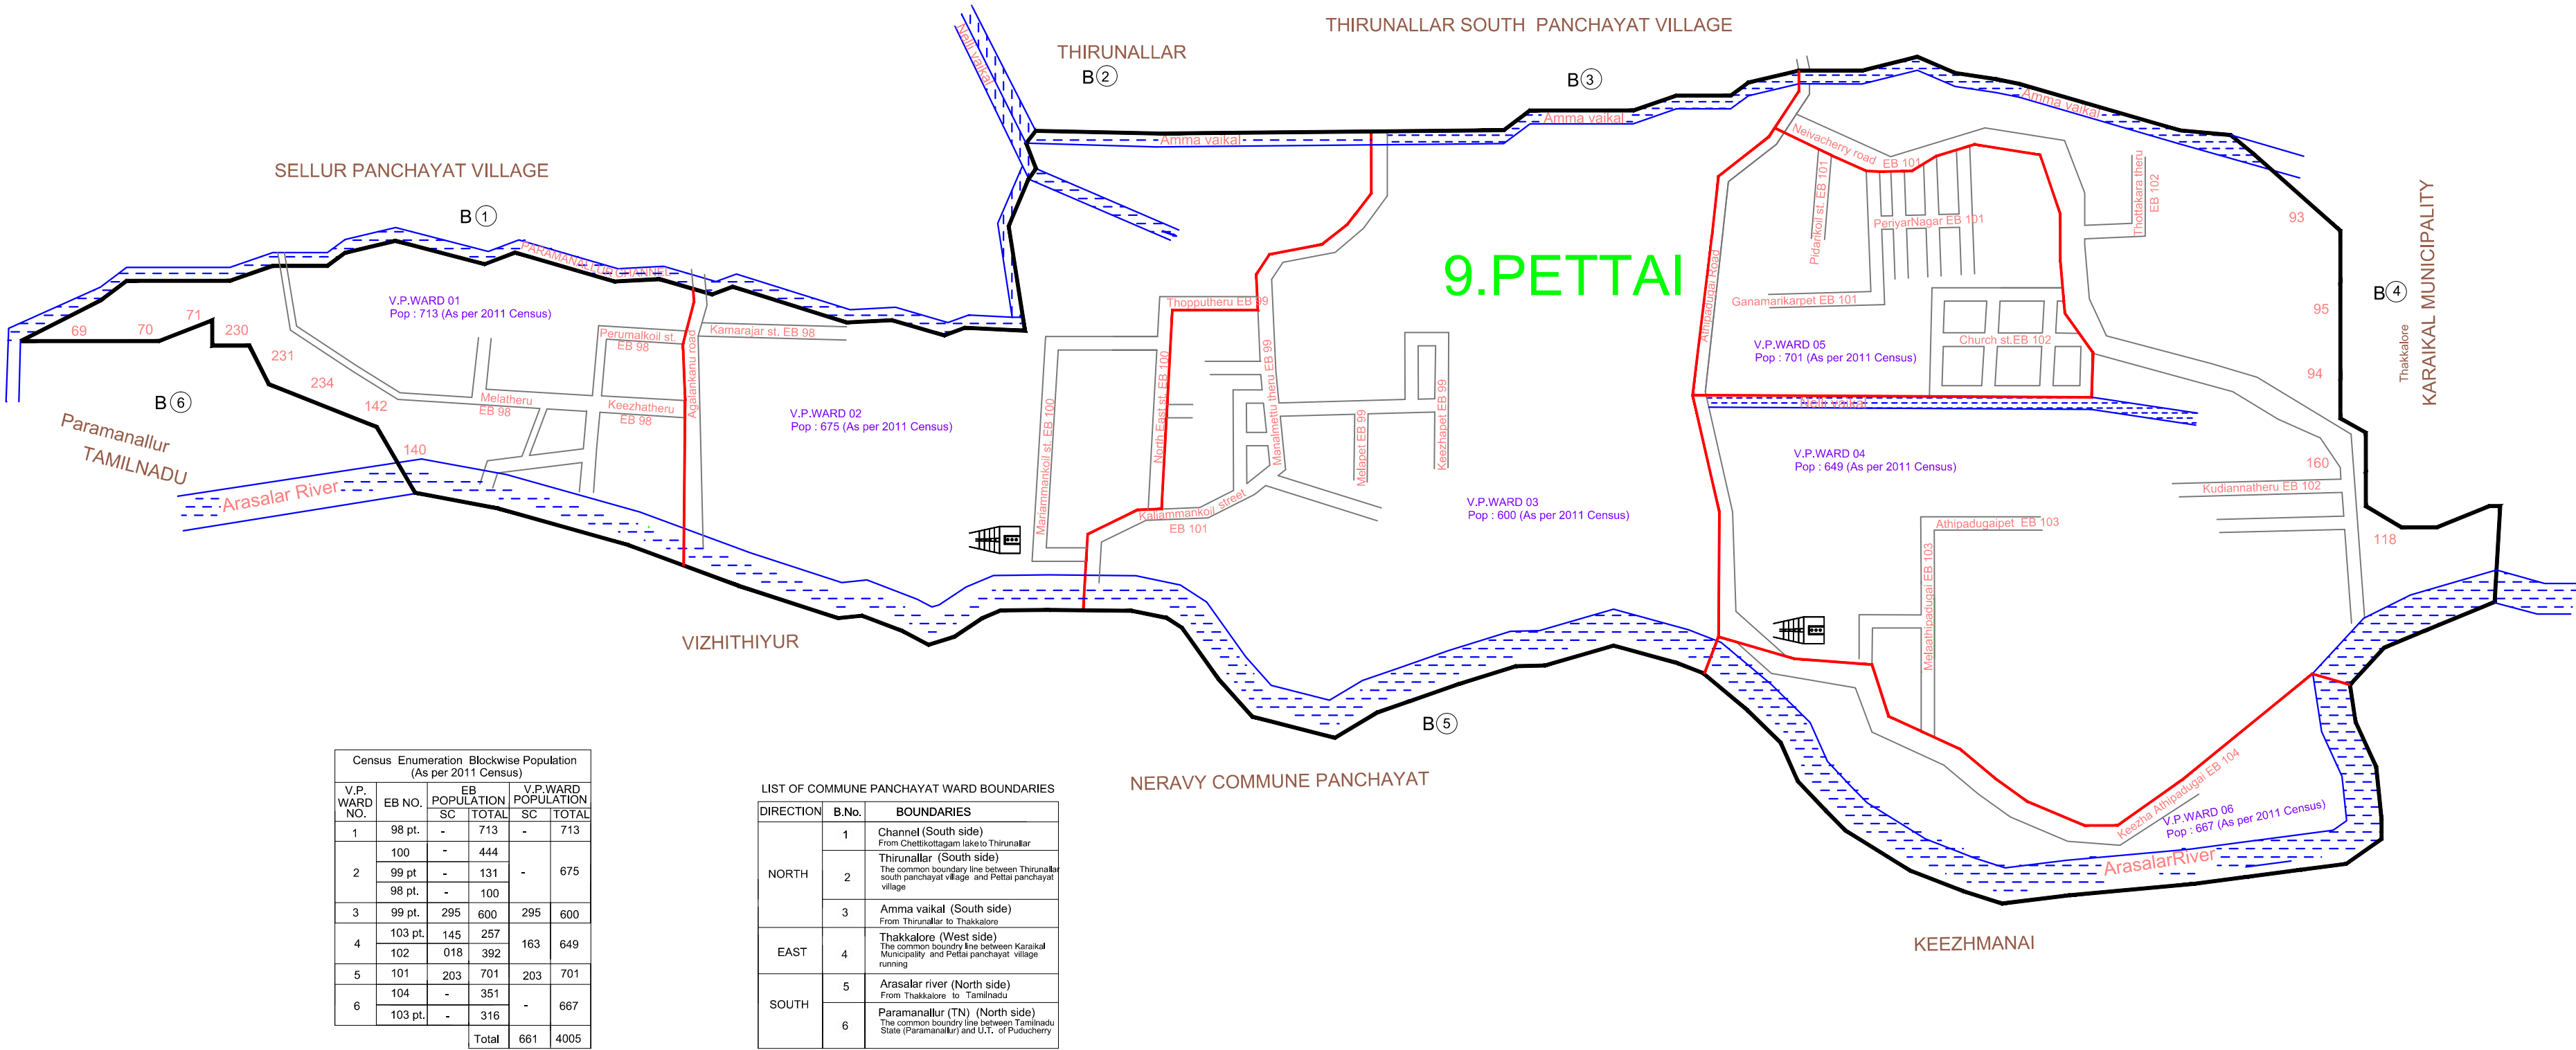 THIRUNALLAR SOUTH PANCHAYAT VILLAGE
THIRUNALLAR
B 2
B 3
Nelli vaikal
Amma vaikal
Amma vaikal
Amma vaikal
SELLUR PANCHAYAT VILLAGE
B 1
PARAMANALLUR CHANNEL
9.PETTAI
Neivacherry road EB 101
Pidarikoil st. EB 101
PeriyarNagar EB 101
Thottakara theru
EB 102
93
95
94
B 4
Thakkalore
KARAIKAL MUNICIPALITY
Athipadugai Road
Ganamarikarpet EB 101
Church st.EB 102
V.P.WARD 05
Pop : 701 (As per 2011 Census)
Nelli vaikal
V.P.WARD 01
Pop : 713 (As per 2011 Census)
69
70
71
230
231
234
142
140
B 6
Paramanallur
TAMILNADU
Arasalar River
Perumalkoil st.
EB 98
Kamarajar st. EB 98
Agalankanu road
Melatheru
EB 98
Keezhatheru
EB 98
V.P.WARD 02
Pop : 675 (As per 2011 Census)
Thopputheru EB 99
Mariammankoil st. EB 100
North East st. EB 100
Manalmettu theru EB 99
Melapet EB 99
Keezhapet EB 99
Kaliammankoil street
EB 101
V.P.WARD 03
Pop : 600 (As per 2011 Census)
V.P.WARD 04
Pop : 649 (As per 2011 Census)
160
Kudiannatheru EB 102
118
Athipadugaipet EB 103
Melaathipadugai EB 103
VIZHITHIYUR
B 5
NERAVY COMMUNE PANCHAYAT
Keezha Athipadugai EB 104
V.P.WARD 06
Pop : 667 (As per 2011 Census)
ArasalarRiver
KEEZHMANAI
Census Enumeration Blockwise Population
(As per 2011 Census)
V.P. WARD NO. EB NO. EB POPULATION V.P.WARD POPULATION
SC TOTAL SC TOTAL
1 98 pt. - 713 - 713
100 - 444
2 99 pt - 131 - 675
98 pt. - 100
3 99 pt. 295 600 295 600
4 103 pt. 145 257 163 649
102 018 392
5 101 203 701 203 701
6 104 - 351 - 667
103 pt. - 316
Total 661 4005
LIST OF COMMUNE PANCHAYAT WARD BOUNDARIES
DIRECTION B.No. BOUNDARIES
NORTH
1 Channel (South side)
From Chettikottagam lake to Thirunallar
2 Thirunallar (South side)
The common boundary line between Thirunallar
south panchayat village and Pettai panchayat
village
3 Amma vaikal (South side)
From Thirunallar to Thakkalore
EAST
4 Thakkalore (West side)
The common boundry line between Karaikal
Municipality and Pettai panchayat village
running
SOUTH
5 Arasalar river (North side)
From Thakkalore to Tamilnadu
6 Paramanallur (TN) (North side)
The common boundry line between Tamilnadu
State (Paramanallur) and U.T. of Puducherry